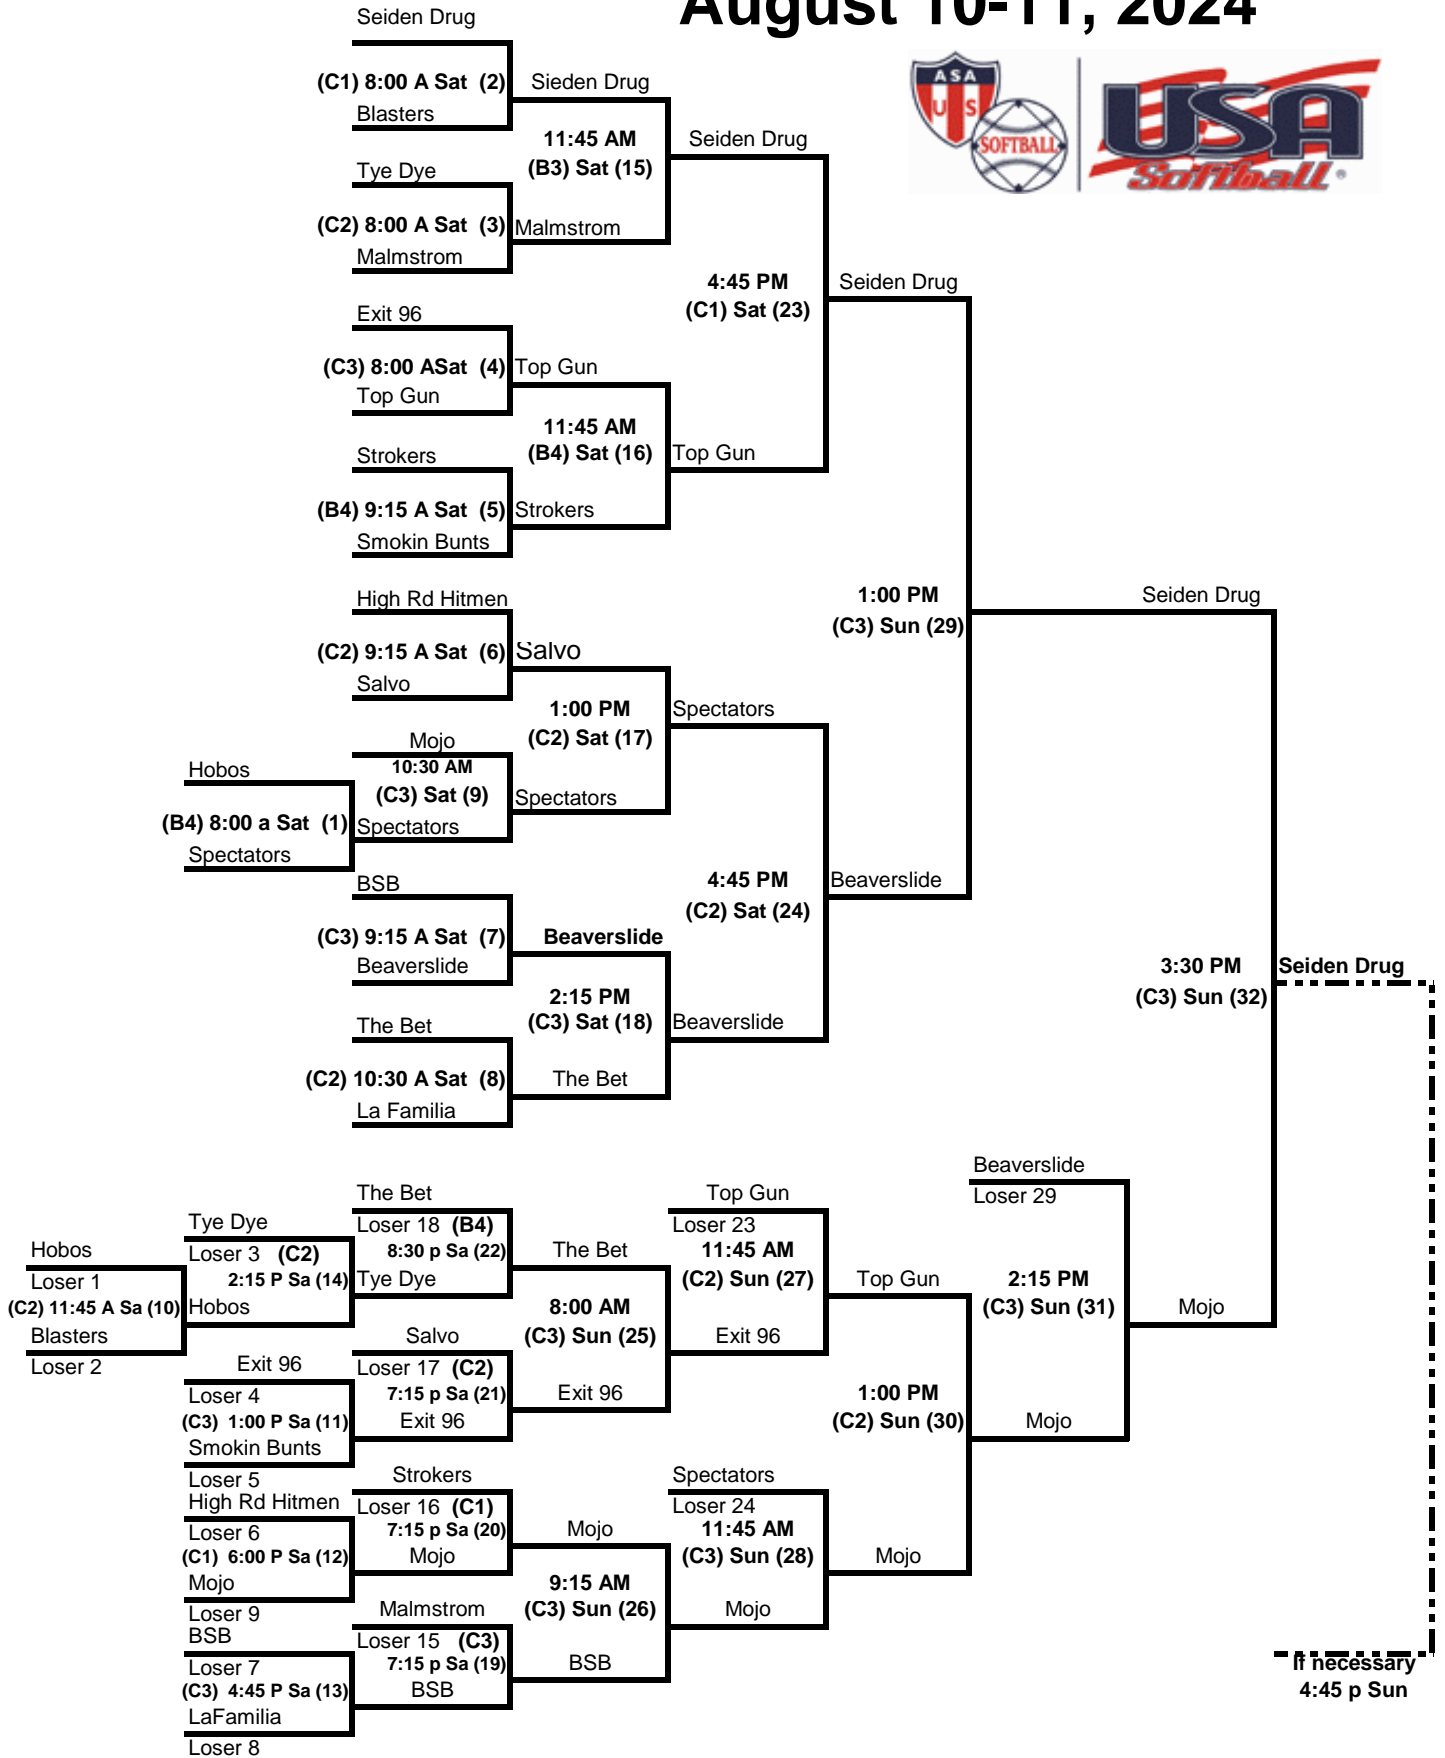 August 10-11, 2024
ASA
US
SOFTBALL
USA
Softball
Seiden Drug
(C1) 8:00 A Sat (2)
Blasters
Sieden Drug
11:45 AM
(B3) Sat (15)
Seiden Drug
Tye Dye
(C2) 8:00 A Sat (3)
Malmstrom
Malmstrom
4:45 PM
(C1) Sat (23)
Seiden Drug
Exit 96
(C3) 8:00 ASat (4)
Top Gun
Top Gun
11:45 AM
(B4) Sat (16)
Top Gun
Strokers
(B4) 9:15 A Sat (5)
Smokin Bunts
Strokers
1:00 PM
(C3) Sun (29)
Seiden Drug
High Rd Hitmen
(C2) 9:15 A Sat (6)
Salvo
Salvo
1:00 PM
(C2) Sat (17)
Spectators
Mojo
10:30 AM
(C3) Sat (9)
Spectators
Spectators
Hobos
(B4) 8:00 a Sat (1)
Spectators
4:45 PM
(C2) Sat (24)
Beaverslide
BSB
(C3) 9:15 A Sat (7)
Beaverslide
Beaverslide
2:15 PM
(C3) Sat (18)
Beaverslide
The Bet
(C2) 10:30 A Sat (8)
La Familia
The Bet
3:30 PM
(C3) Sun (32)
Seiden Drug
Hobos
Loser 1
(C2) 11:45 A Sa (10)
Blasters
Loser 2
Tye Dye
Loser 3 (C2)
2:15 P Sa (14)
Hobos
The Bet
Loser 18 (B4)
8:30 p Sa (22)
Tye Dye
The Bet
8:00 AM
(C3) Sun (25)
Exit 96
Top Gun
Loser 23
11:45 AM
(C2) Sun (27)
Exit 96
Top Gun
Beaverslide
Loser 29
2:15 PM
(C3) Sun (31)
Mojo
Exit 96
Loser 4
(C3) 1:00 P Sa (11)
Smokin Bunts
Loser 5
Salvo
Loser 17 (C2)
7:15 p Sa (21)
Exit 96
1:00 PM
(C2) Sun (30)
Mojo
High Rd Hitmen
Loser 6
(C1) 6:00 P Sa (12)
Mojo
Loser 9
Strokers
Loser 16 (C1)
7:15 p Sa (20)
Mojo
Mojo
9:15 AM
(C3) Sun (26)
BSB
Spectators
Loser 24
11:45 AM
(C3) Sun (28)
Mojo
Mojo
BSB
Loser 7
(C3) 4:45 P Sa (13)
LaFamilia
Loser 8
Malmstrom
Loser 15 (C3)
7:15 p Sa (19)
BSB
If necessary
4:45 p Sun